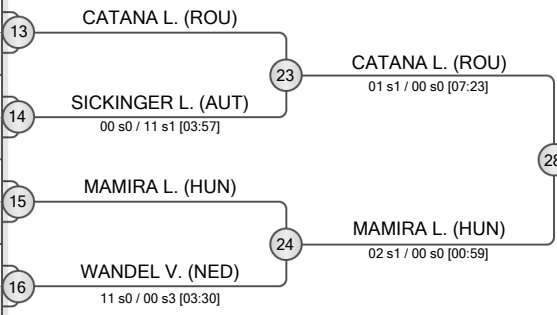 CATANA L. (ROU)
13
23
CATANA L. (ROU)
01 s1 / 00 s0 [07:23]
SICKINGER L. (AUT)
14
00 s0 / 11 s1 [03:57]
28
MAMIRA L. (HUN)
15
24
MAMIRA L. (HUN)
02 s1 / 00 s0 [00:59]
WANDEL V. (NED)
16
11 s0 / 00 s3 [03:30]